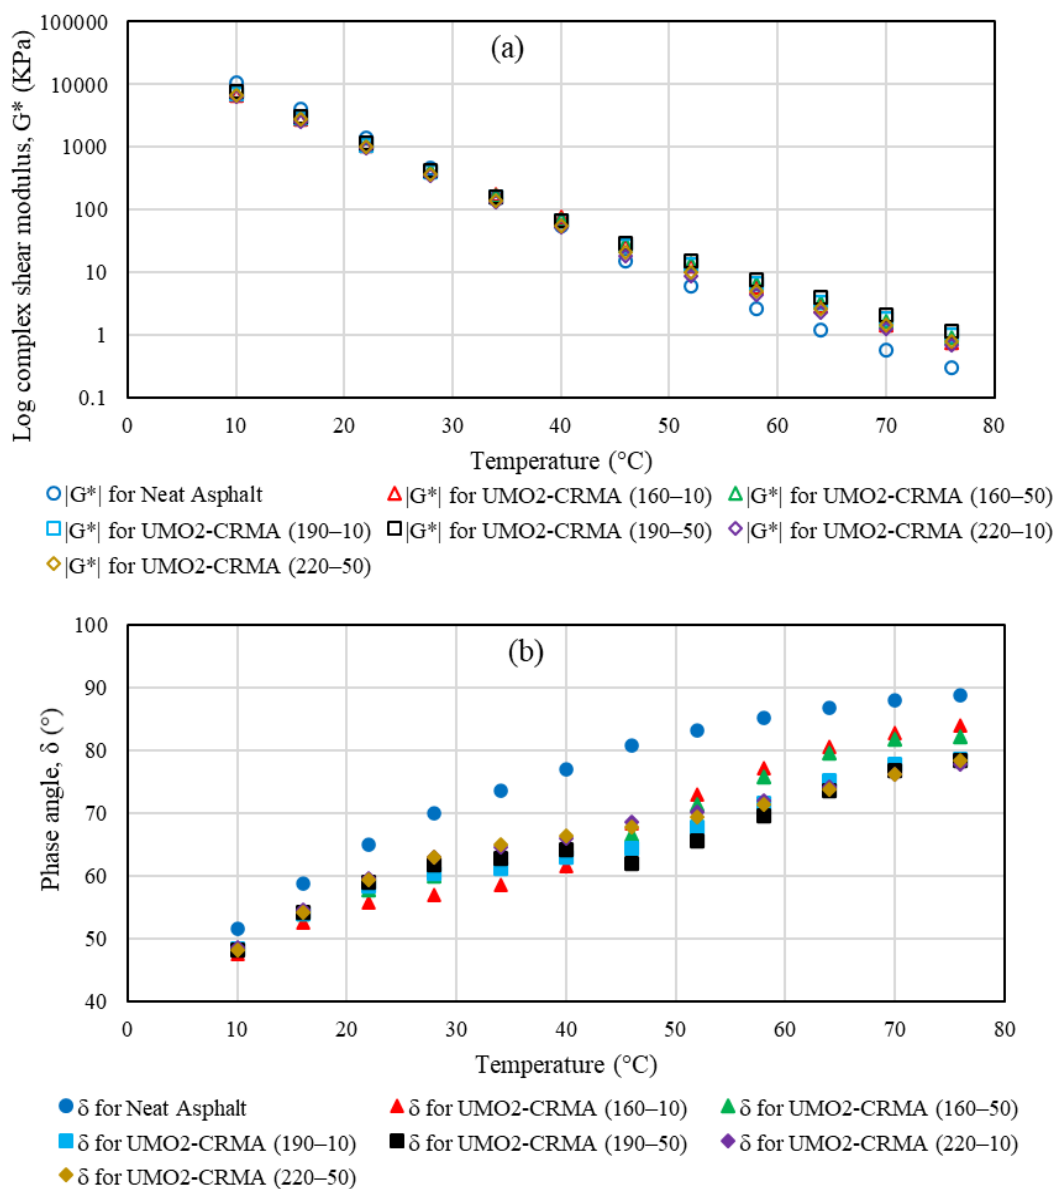 (a)
Log complex shear modulus, G* (KPa)
100000
10000
1000
100
10
1
0.1
0 10 20 30 40 50 60 70 80
Temperature (°C)
|G*| for Neat Asphalt |G*| for UMO2-CRMA (160–10) |G*| for UMO2-CRMA (160–50)
|G*| for UMO2-CRMA (190–10) |G*| for UMO2-CRMA (190–50) |G*| for UMO2-CRMA (220–10)
|G*| for UMO2-CRMA (220–50)
(b)
Phase angle, δ (°)
100
90
80
70
60
50
40
0 10 20 30 40 50 60 70 80
Temperature (°C)
δ for Neat Asphalt δ for UMO2-CRMA (160–10) δ for UMO2-CRMA (160–50)
δ for UMO2-CRMA (190–10) δ for UMO2-CRMA (190–50) δ for UMO2-CRMA (220–10)
δ for UMO2-CRMA (220–50)